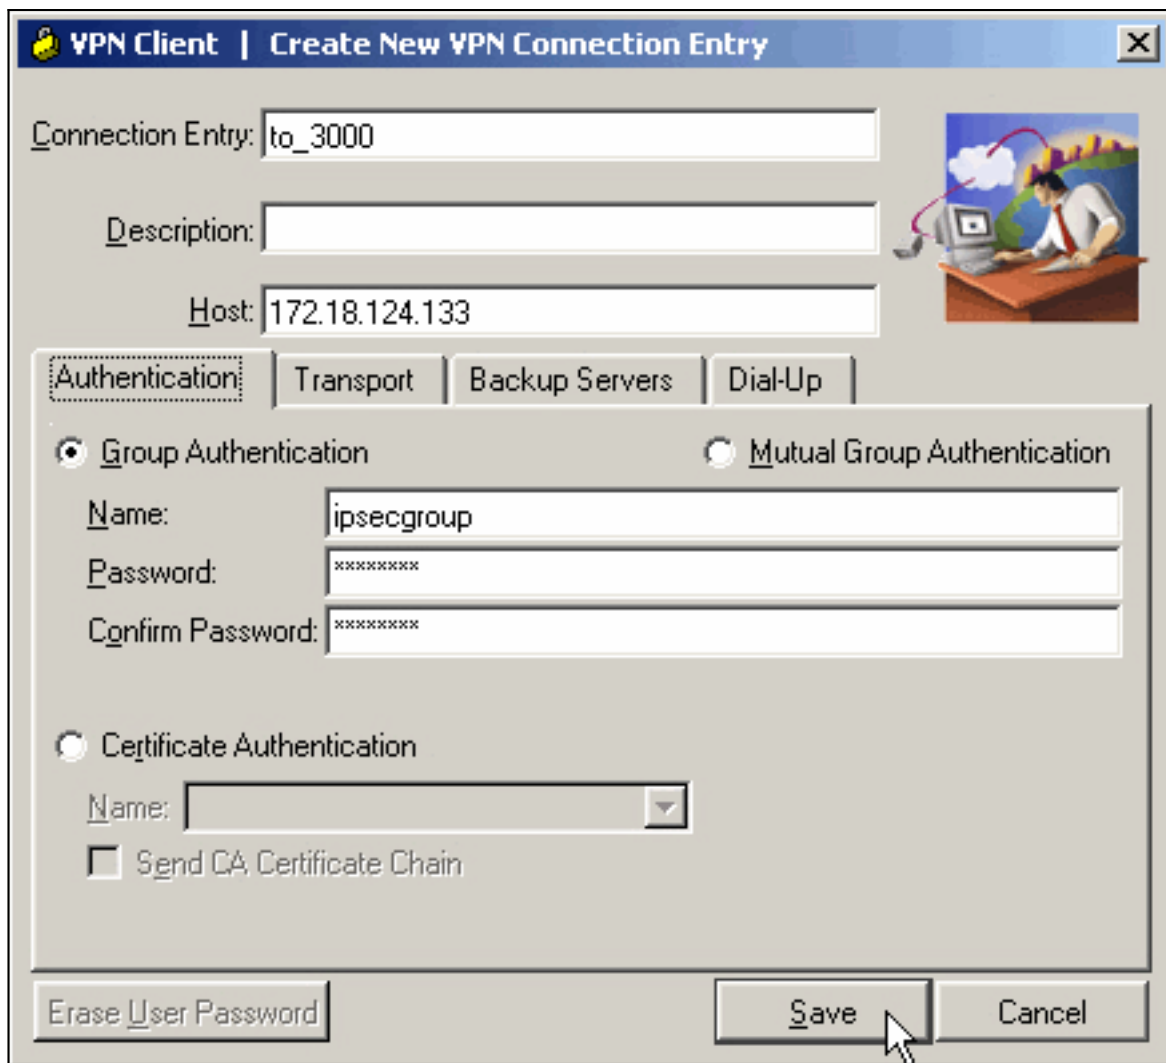 VPN Client | Create New VPN Connection Entry
Connection Entry: to_3000
Description:
Host: 172.18.124.133
Authentication Transport Backup Servers Dial-Up
Group Authentication Mutual Group Authentication
Name: ipsecgroup
Password: ********
Confirm Password: ********
Certificate Authentication
Name:
Send CA Certificate Chain
Erase User Password Save Cancel